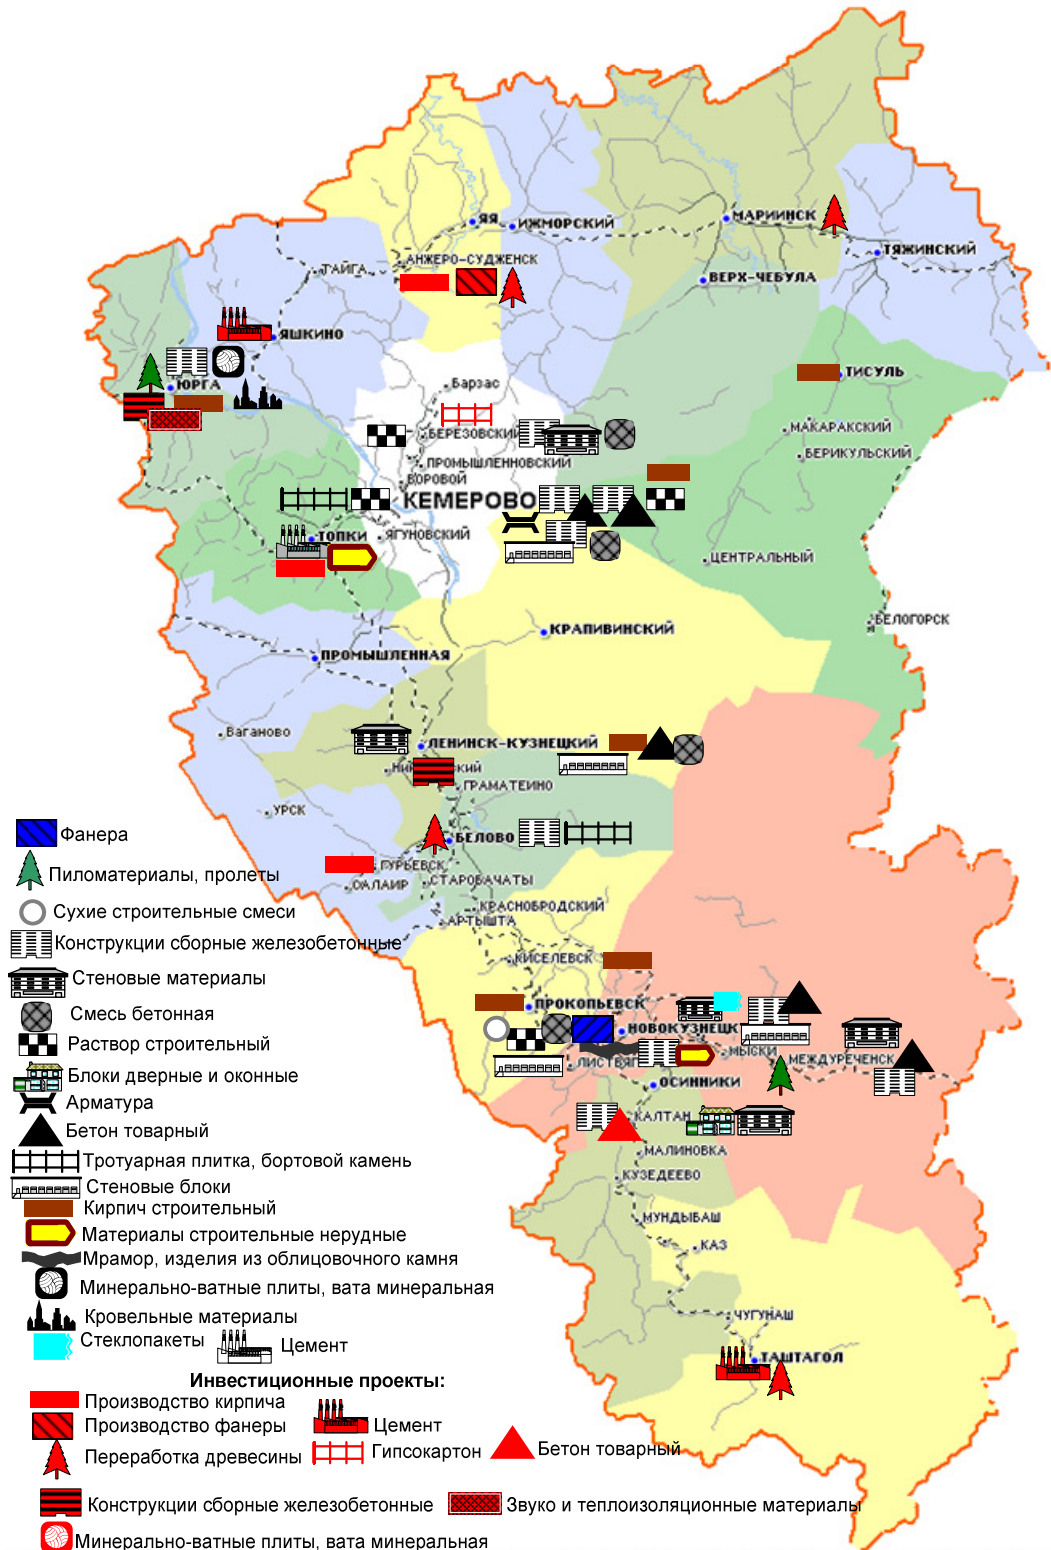 ЯЯ
ИЖМОРСКИЙ
МАРИИНСК
ТЯЖИНСКИЙ
АНЖЕРО-СУДЖЕНСК
ТАЙГА
ВЕРХ-ЧЕБУЛА
ЯШКИНО
ЮРГА
Барзас
ТИСУЛЬ
БЕРЕЗОВСКИЙ
МАКАРАКСКИЙ
БЕРИКУЛЬСКИЙ
ПРОМЫШЛЕННОВСКИЙ
БОРОВОЙ
КЕМЕРОВО
ТОПКИ
ЯГУНОВСКИЙ
ЦЕНТРАЛЬНЫЙ
БЕЛОГОРСК
КРАПИВИНСКИЙ
ПРОМЫШЛЕННАЯ
Ваганово
ЛЕНИНСК-КУЗНЕЦКИЙ
ГРАМАТЕИНО
УРСК
БЕЛОВО
ГУРЬЕВСК
САЛАИР
СТАРОБАЧАТЫ
КРАСНОБРОДСКИЙ
АРТЫШТА
КИСЕЛЕВСК
ПРОКОПЬЕВСК
НОВОКУЗНЕЦК
МЫСКИ
МЕЖДУРЕЧЕНСК
ОСИННИКИ
КАЛТАН
МАЛИНОВКА
КУЗЕДЕЕВО
МУНДЫБАШ
КАЗ
ЧУГУНАШ
ТАШТАГОЛ
Фанера
Пиломатериалы, пролеты
Сухие строительные смеси
Конструкции сборные железобетонные
Стеновые материалы
Смесь бетонная
Раствор строительный
Блоки дверные и оконные
Арматура
Бетон товарный
Тротуарная плитка, бортовой камень
Стеновые блоки
Кирпич строительный
Материалы строительные нерудные
Мрамор, изделия из облицовочного камня
Минерально-ватные плиты, вата минеральная
Кровельные материалы
Стеклопакеты
Цемент
Инвестиционные проекты:
Производство кирпича
Производство фанеры
Цемент
Переработка древесины
Гипсокартон
Бетон товарный
Конструкции сборные железобетонные
Звуко и теплоизоляционные материалы
Минерально-ватные плиты, вата минеральная